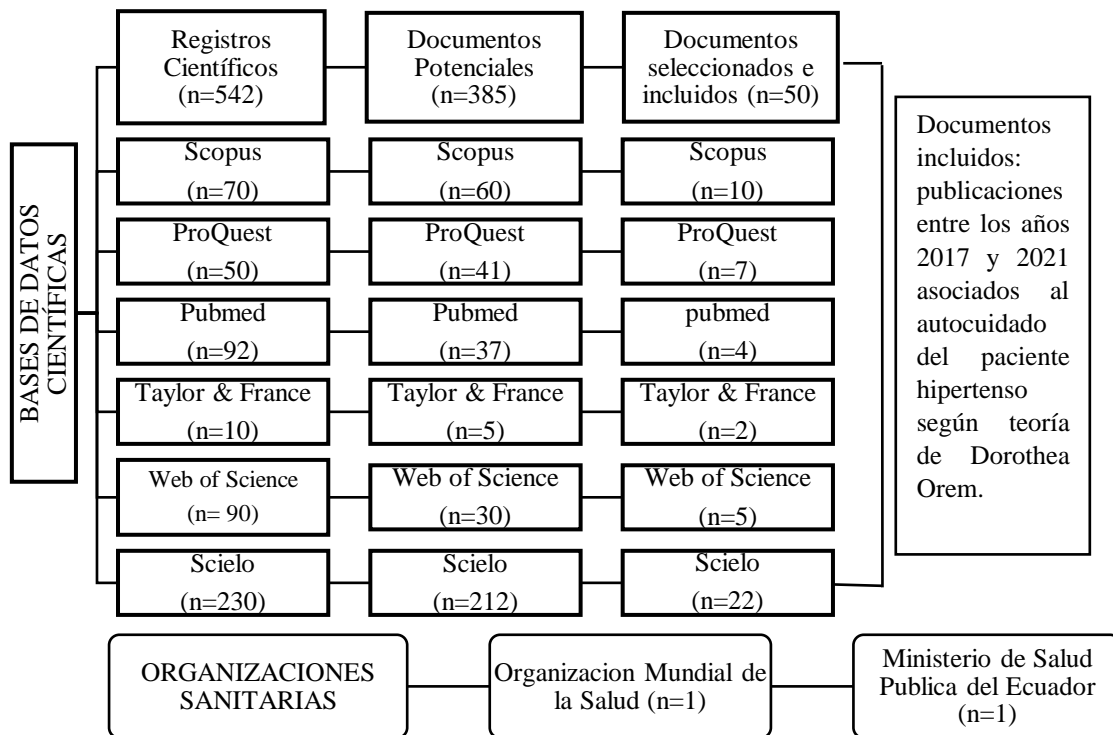 Registros
Científicos
(n=542)
Documentos
Potenciales
(n=385)
Documentos
seleccionados e
incluidos (n=50)
BASES DE DATOS
CIENTÍFICAS
Scopus
(n=70)
Scopus
(n=60)
Scopus
(n=10)
ProQuest
(n=50)
ProQuest
(n=41)
ProQuest
(n=7)
Pubmed
(n=92)
Pubmed
(n=37)
pubmed
(n=4)
Taylor & France
(n=10)
Taylor & France
(n=5)
Taylor & France
(n=2)
Web of Science
(n= 90)
Web of Science
(n=30)
Web of Science
(n=5)
Scielo
(n=230)
Scielo
(n=212)
Scielo
(n=22)
Documentos
incluidos:
publicaciones
entre los años
2017 y 2021
asociados al
autocuidado
del paciente
hipertenso
según teoría
de Dorothea
Orem.
ORGANIZACIONES
SANITARIAS
Organizacion Mundial de
la Salud (n=1)
Ministerio de Salud
Publica del Ecuador
(n=1)